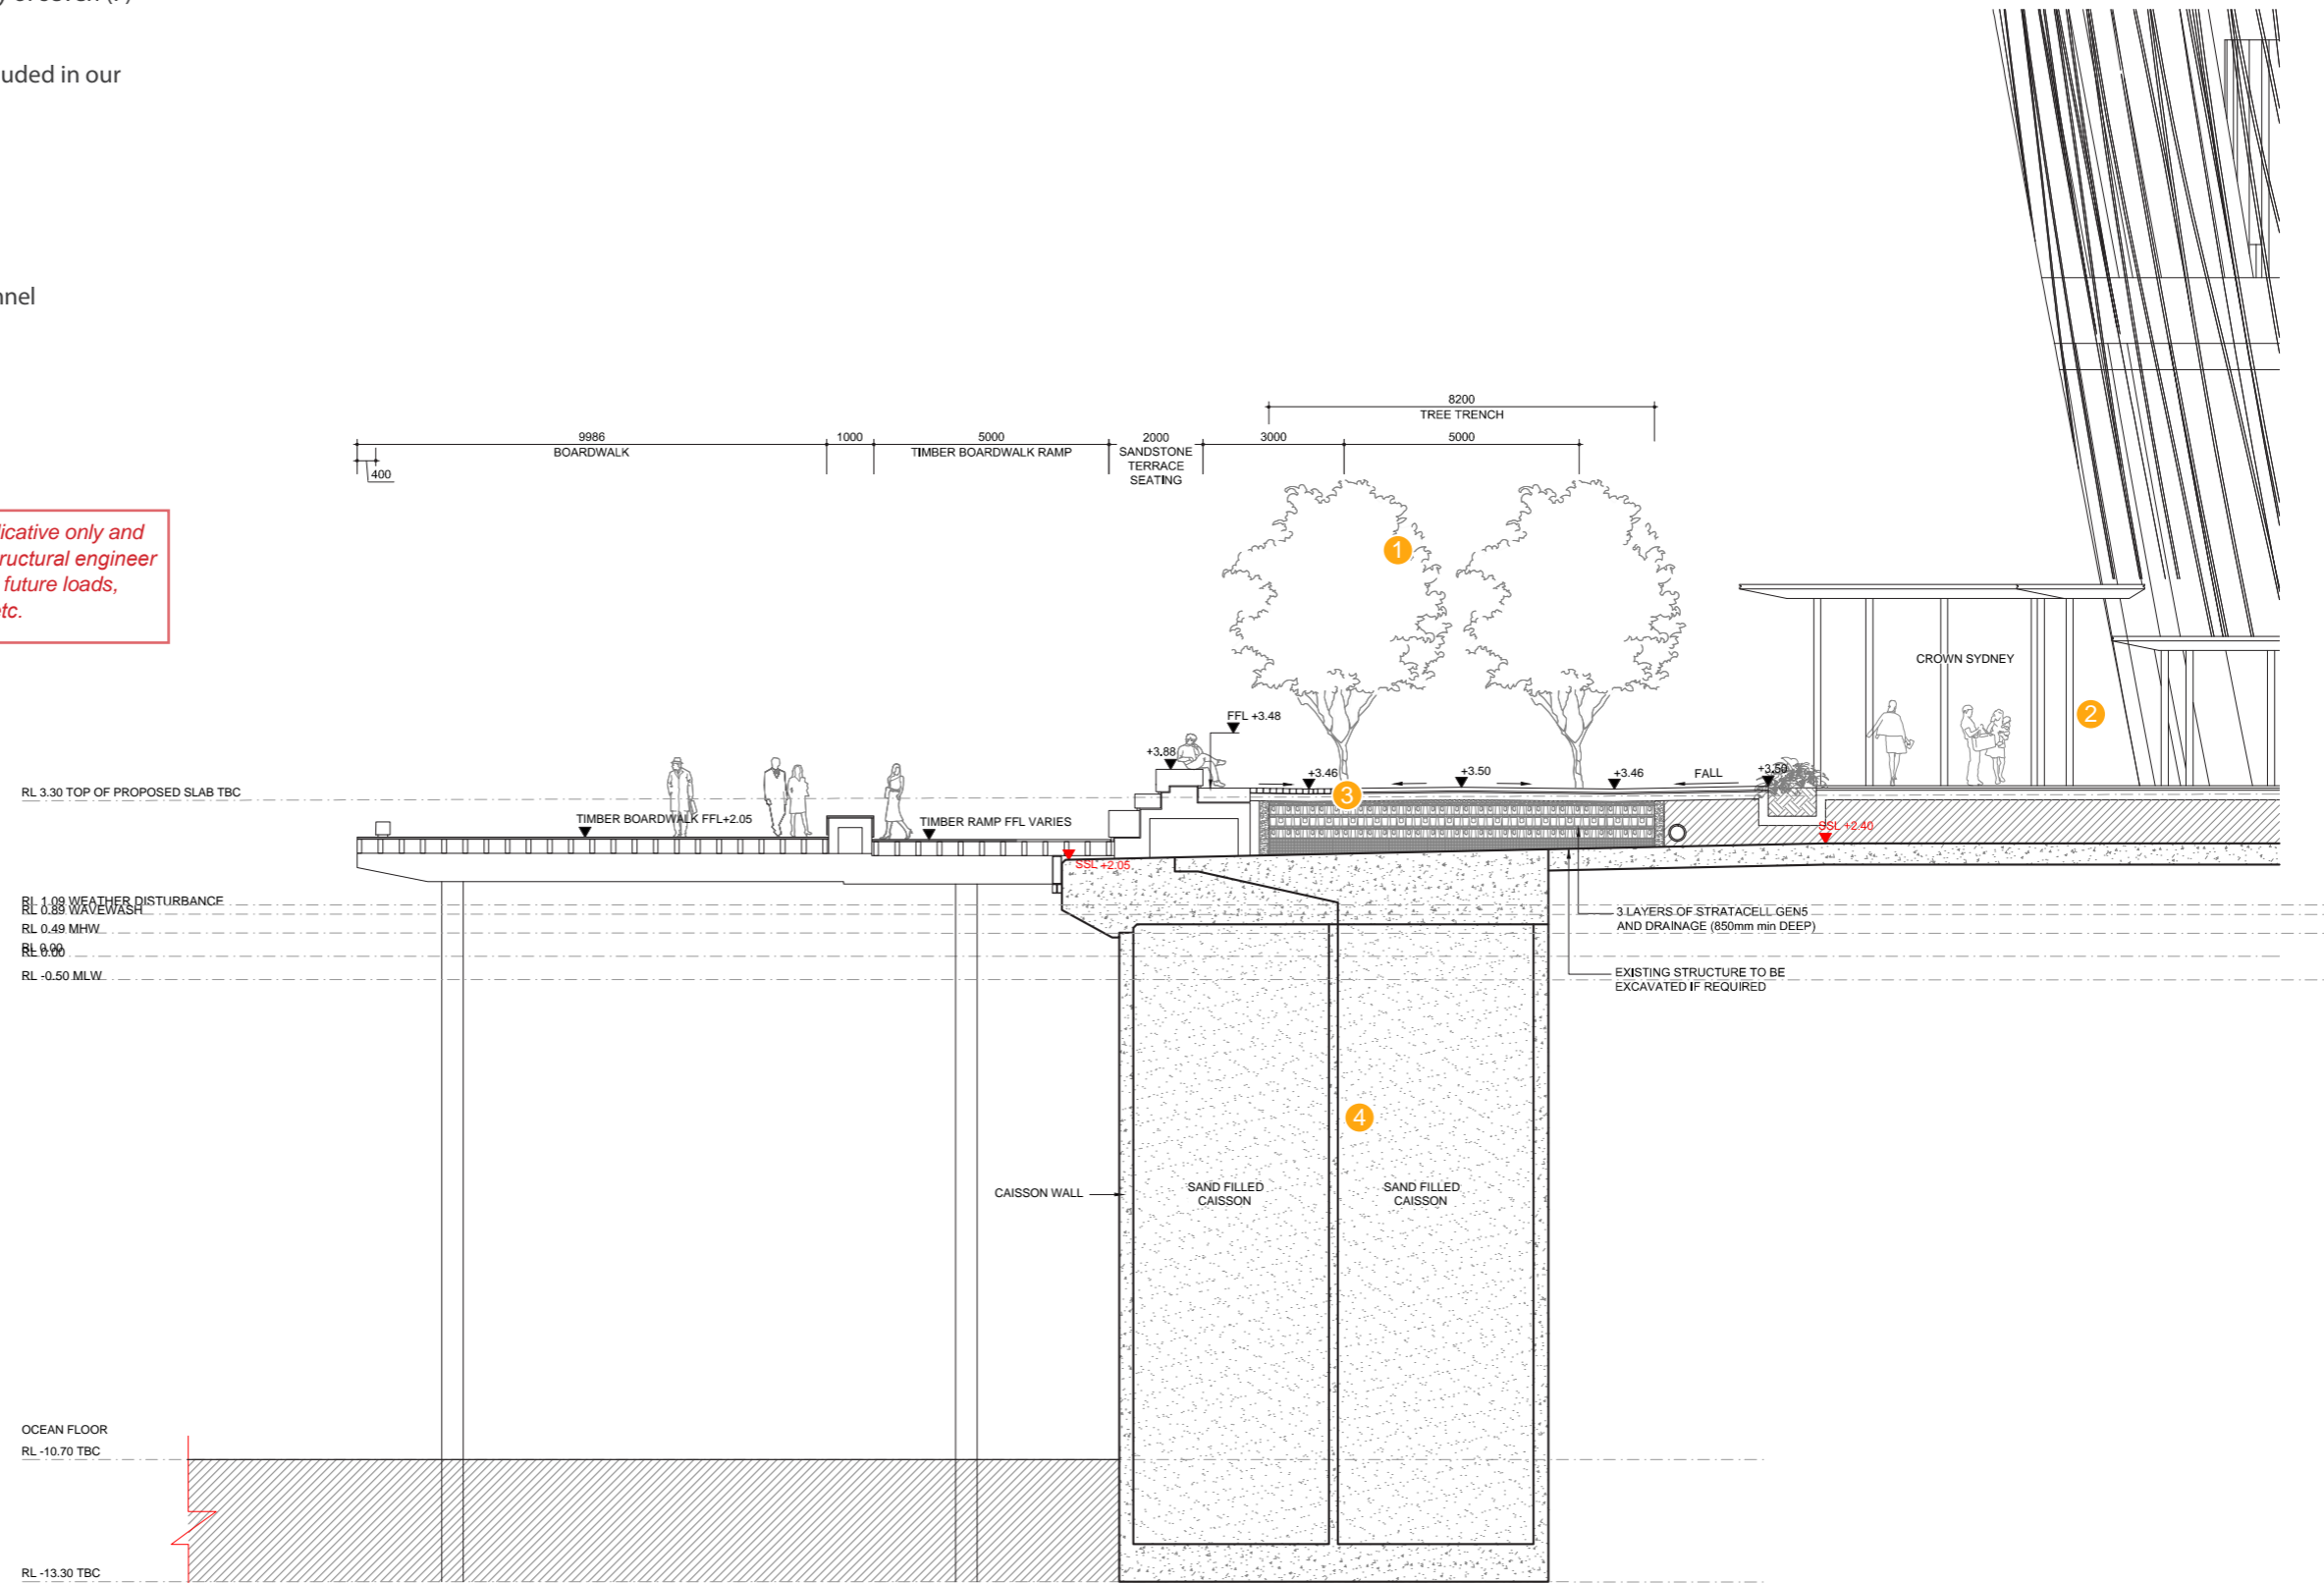 uded in our
nnel
licative only and
ructural engineer
future loads,
etc.
8200
TREE TRENCH
9986
BOARDWALK
1000
5000
TIMBER BOARDWALK RAMP
2000
SANDSTONE
TERRACE
SEATING
3000
5000
400
1
CROWN SYDNEY
2
FFL +3.48
+3.88
+3.46
+3.50
+3.46
FALL
+3.50
3
RL 3.30 TOP OF PROPOSED SLAB TBC
TIMBER BOARDWALK FFL+2.05
TIMBER RAMP FFL VARIES
SSL +2.40
SSL +2.05
RL 1.09 WEATHER DISTURBANCE
RL 0.89 WAVEWASH
RL 0.49 MHW
RL 0.00
RL 0.00
RL -0.50 MLW
3 LAYERS OF STRATACELL GEN5
AND DRAINAGE (850mm min DEEP)
EXISTING STRUCTURE TO BE
EXCAVATED IF REQUIRED
4
CAISSON WALL
SAND FILLED
CAISSON
SAND FILLED
CAISSON
OCEAN FLOOR
RL -10.70 TBC
RL -13.30 TBC